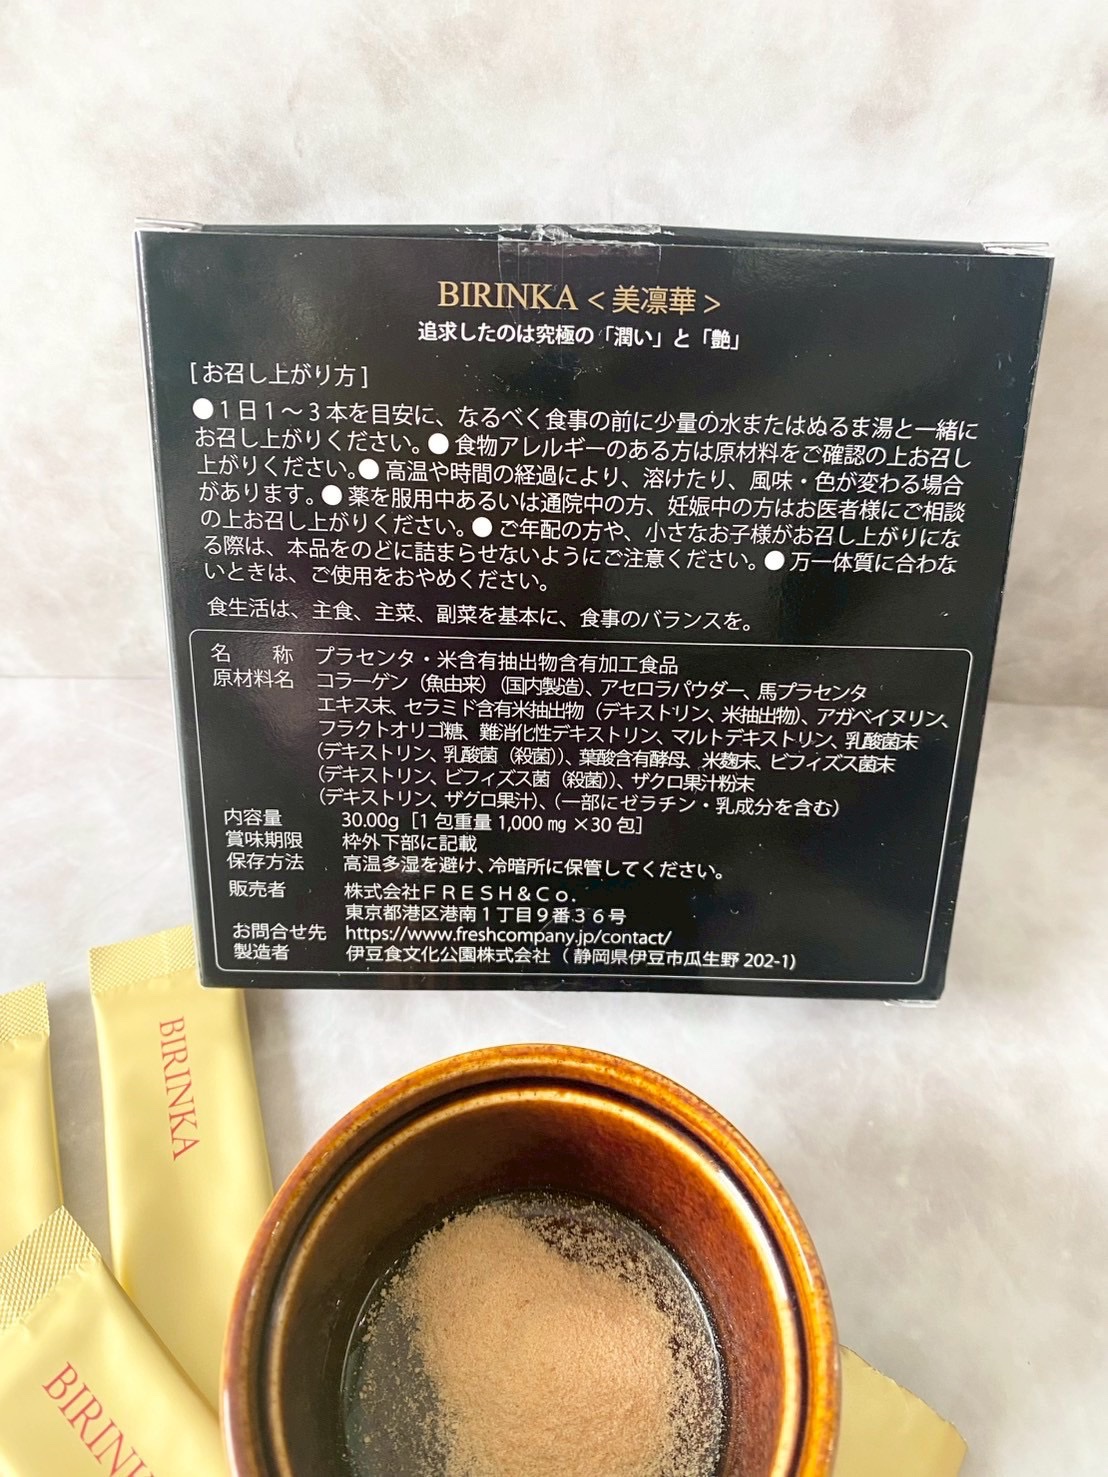 BIRINKA <美凛華>
追求したのは究極の「潤い」と「艶」
[お召し上がり方]
●1日1〜3本を目安に、なるべく食事の前に少量の水またはぬるま湯と一緒に
お召し上がりください。●食物アレルギーのある方は原材料をご確認の上お召し
上がりください。●高温や時間の経過により、溶けたり、風味・色が変わる場合
があります。●薬を服用中あるいは通院中の方、妊娠中の方はお医者様にご相談
の上お召し上がりください。●ご年配の方や、小さなお子様がお召し上がりにな
る際は、本品をのどに詰まらせないようにご注意ください。●万一体質に合わな
いときは、ご使用をおやめください。
食生活は、主食、主菜、副菜を基本に、食事のバランスを。
名 称 プラセンタ・米含有抽出物含有加工食品
原材料名 コラーゲン（魚由来）（国内製造）、アセロラパウダー、馬プラセンタ
エキス末、セラミド含有米抽出物（デキストリン、米抽出物）、アガベイヌリン、
フラクトオリゴ糖、難消化性デキストリン、マルトデキストリン、乳酸菌末
（デキストリン、乳酸菌（殺菌））、葉酸含有酵母、米麹末、ビフィズス菌末
（デキストリン、ビフィズス菌（殺菌））、ザクロ果汁粉末
（デキストリン、ザクロ果汁）、（一部にゼラチン・乳成分を含む）
内容量 30.00g［1包重量 1,000㎎×30包］
賞味期限 枠外下部に記載
保存方法 高温多湿を避け、冷暗所に保管してください。
販売者 株式会社ＦＲＥＳＨ＆Ｃｏ．
東京都港区港南１丁目９番３６号
お問合せ先 https://www.freshcompany.jp/contact/
製造者 伊豆食文化公園株式会社（静岡県伊豆市瓜生野 202-1)
BIRINKA
BIRINK